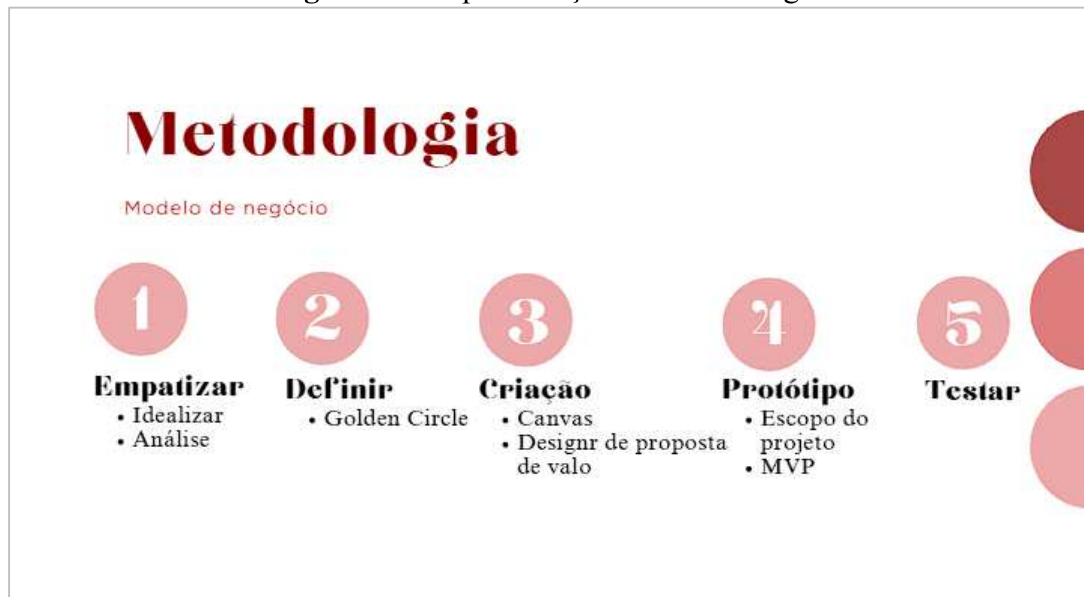 Metodologia
Modelo de negócio
1
2
3
4
5
Empatizar
• Idealizar
• Análise
Definir
• Golden Circle
Criação
• Canvas
• Designr de proposta
de valo
Protótipo
• Escopo do
projeto
• MVP
Testar